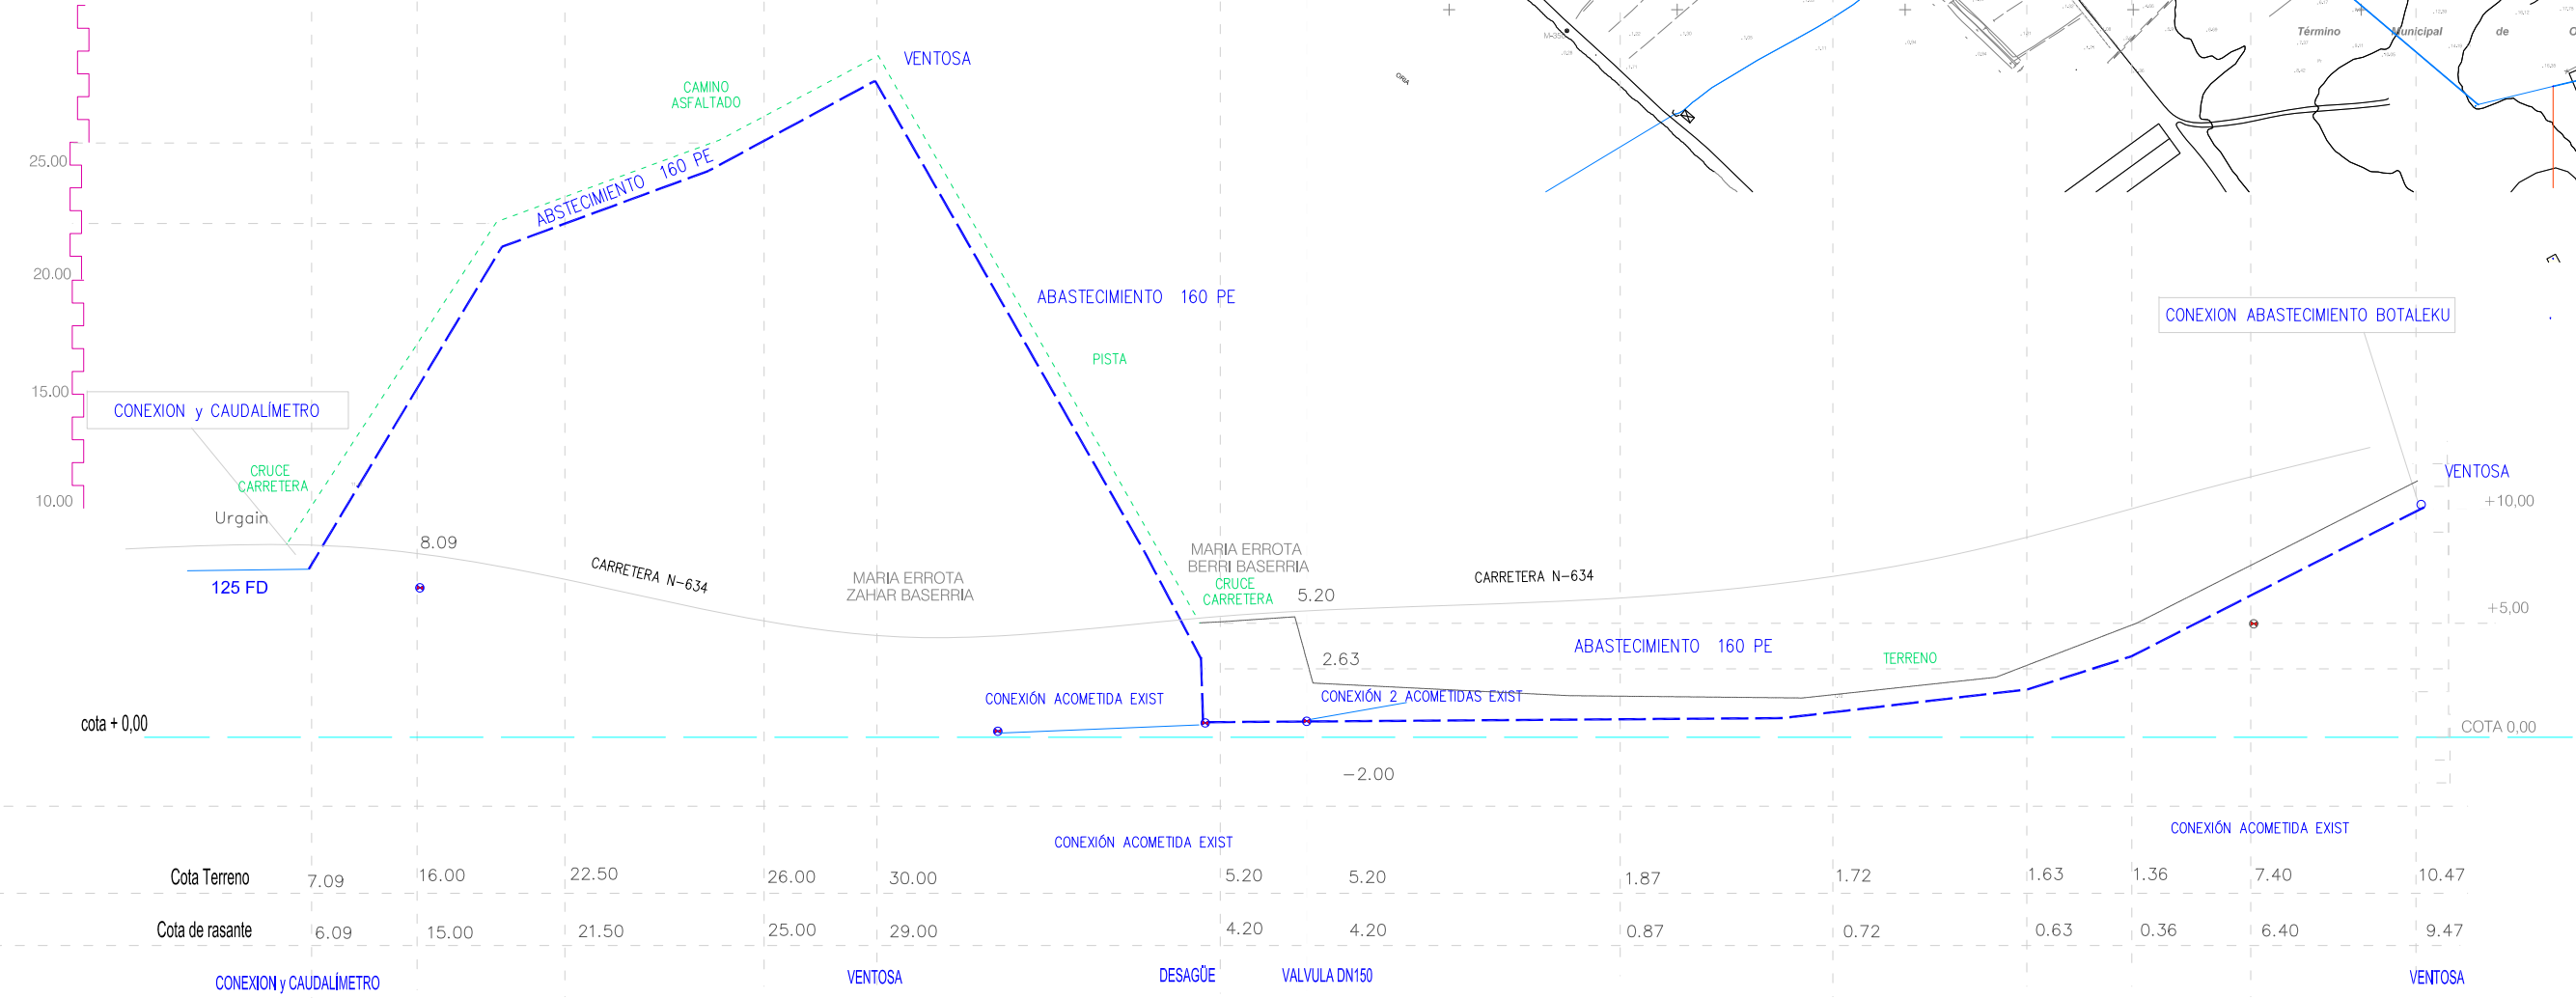 VENTOSA
CAMINO
ASFALTADO
Término Municipal de
ORIA
25.00
ABSTECIMIENTO 160 PE
20.00
ABASTECIMIENTO 160 PE
CONEXION ABASTECIMIENTO BOTALEKU
PISTA
15.00
CONEXION y CAUDALÍMETRO
CRUCE
CARRETERA
VENTOSA
10.00
+10,00
Urgain
8.09
125 FD
CARRETERA N-634
MARIA ERROTA
ZAHAR BASERRIA
MARIA ERROTA
BERRI BASERRIA
CRUCE
CARRETERA
5.20
CARRETERA N-634
+5,00
2.63
ABASTECIMIENTO 160 PE
TERRENO
CONEXIÓN ACOMETIDA EXIST
CONEXIÓN 2 ACOMETIDAS EXIST
cota + 0,00
COTA 0,00
-2.00
CONEXIÓN ACOMETIDA EXIST
CONEXIÓN ACOMETIDA EXIST
Cota Terreno 7.09 16.00 22.50 26.00 30.00 5.20 5.20 1.87 1.72 1.63 1.36 7.40 10.47
Cota de rasante 6.09 15.00 21.50 25.00 29.00 4.20 4.20 0.87 0.72 0.63 0.36 6.40 9.47
CONEXION y CAUDALÍMETRO VENTOSA DESAGÜE VALVULA DN150 VENTOSA